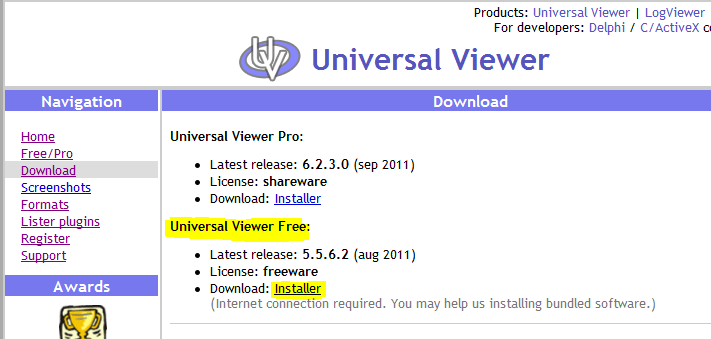 Products: Universal Viewer | LogViewer
For developers: Delphi / C/ActiveX co
UV Universal Viewer
Navigation
Home
Free/Pro
Download
Screenshots
Formats
Lister plugins
Register
Support
Awards
Download
Universal Viewer Pro:
• Latest release: 6.2.3.0 (sep 2011)
• License: shareware
• Download: Installer
Universal Viewer Free:
• Latest release: 5.5.6.2 (aug 2011)
• License: freeware
• Download: Installer
(Internet connection required. You may help us installing bundled software.)